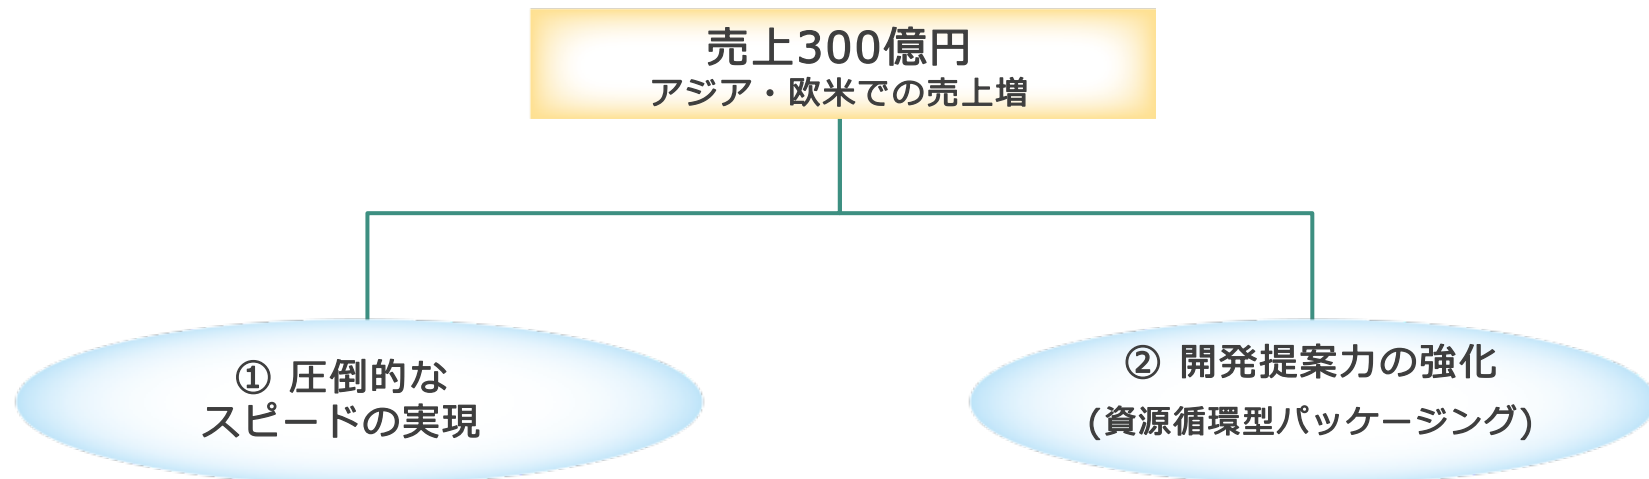 売上300億円
アジア・欧米での売上増
① 圧倒的な
スピードの実現
② 開発提案力の強化
(資源循環型パッケージング)